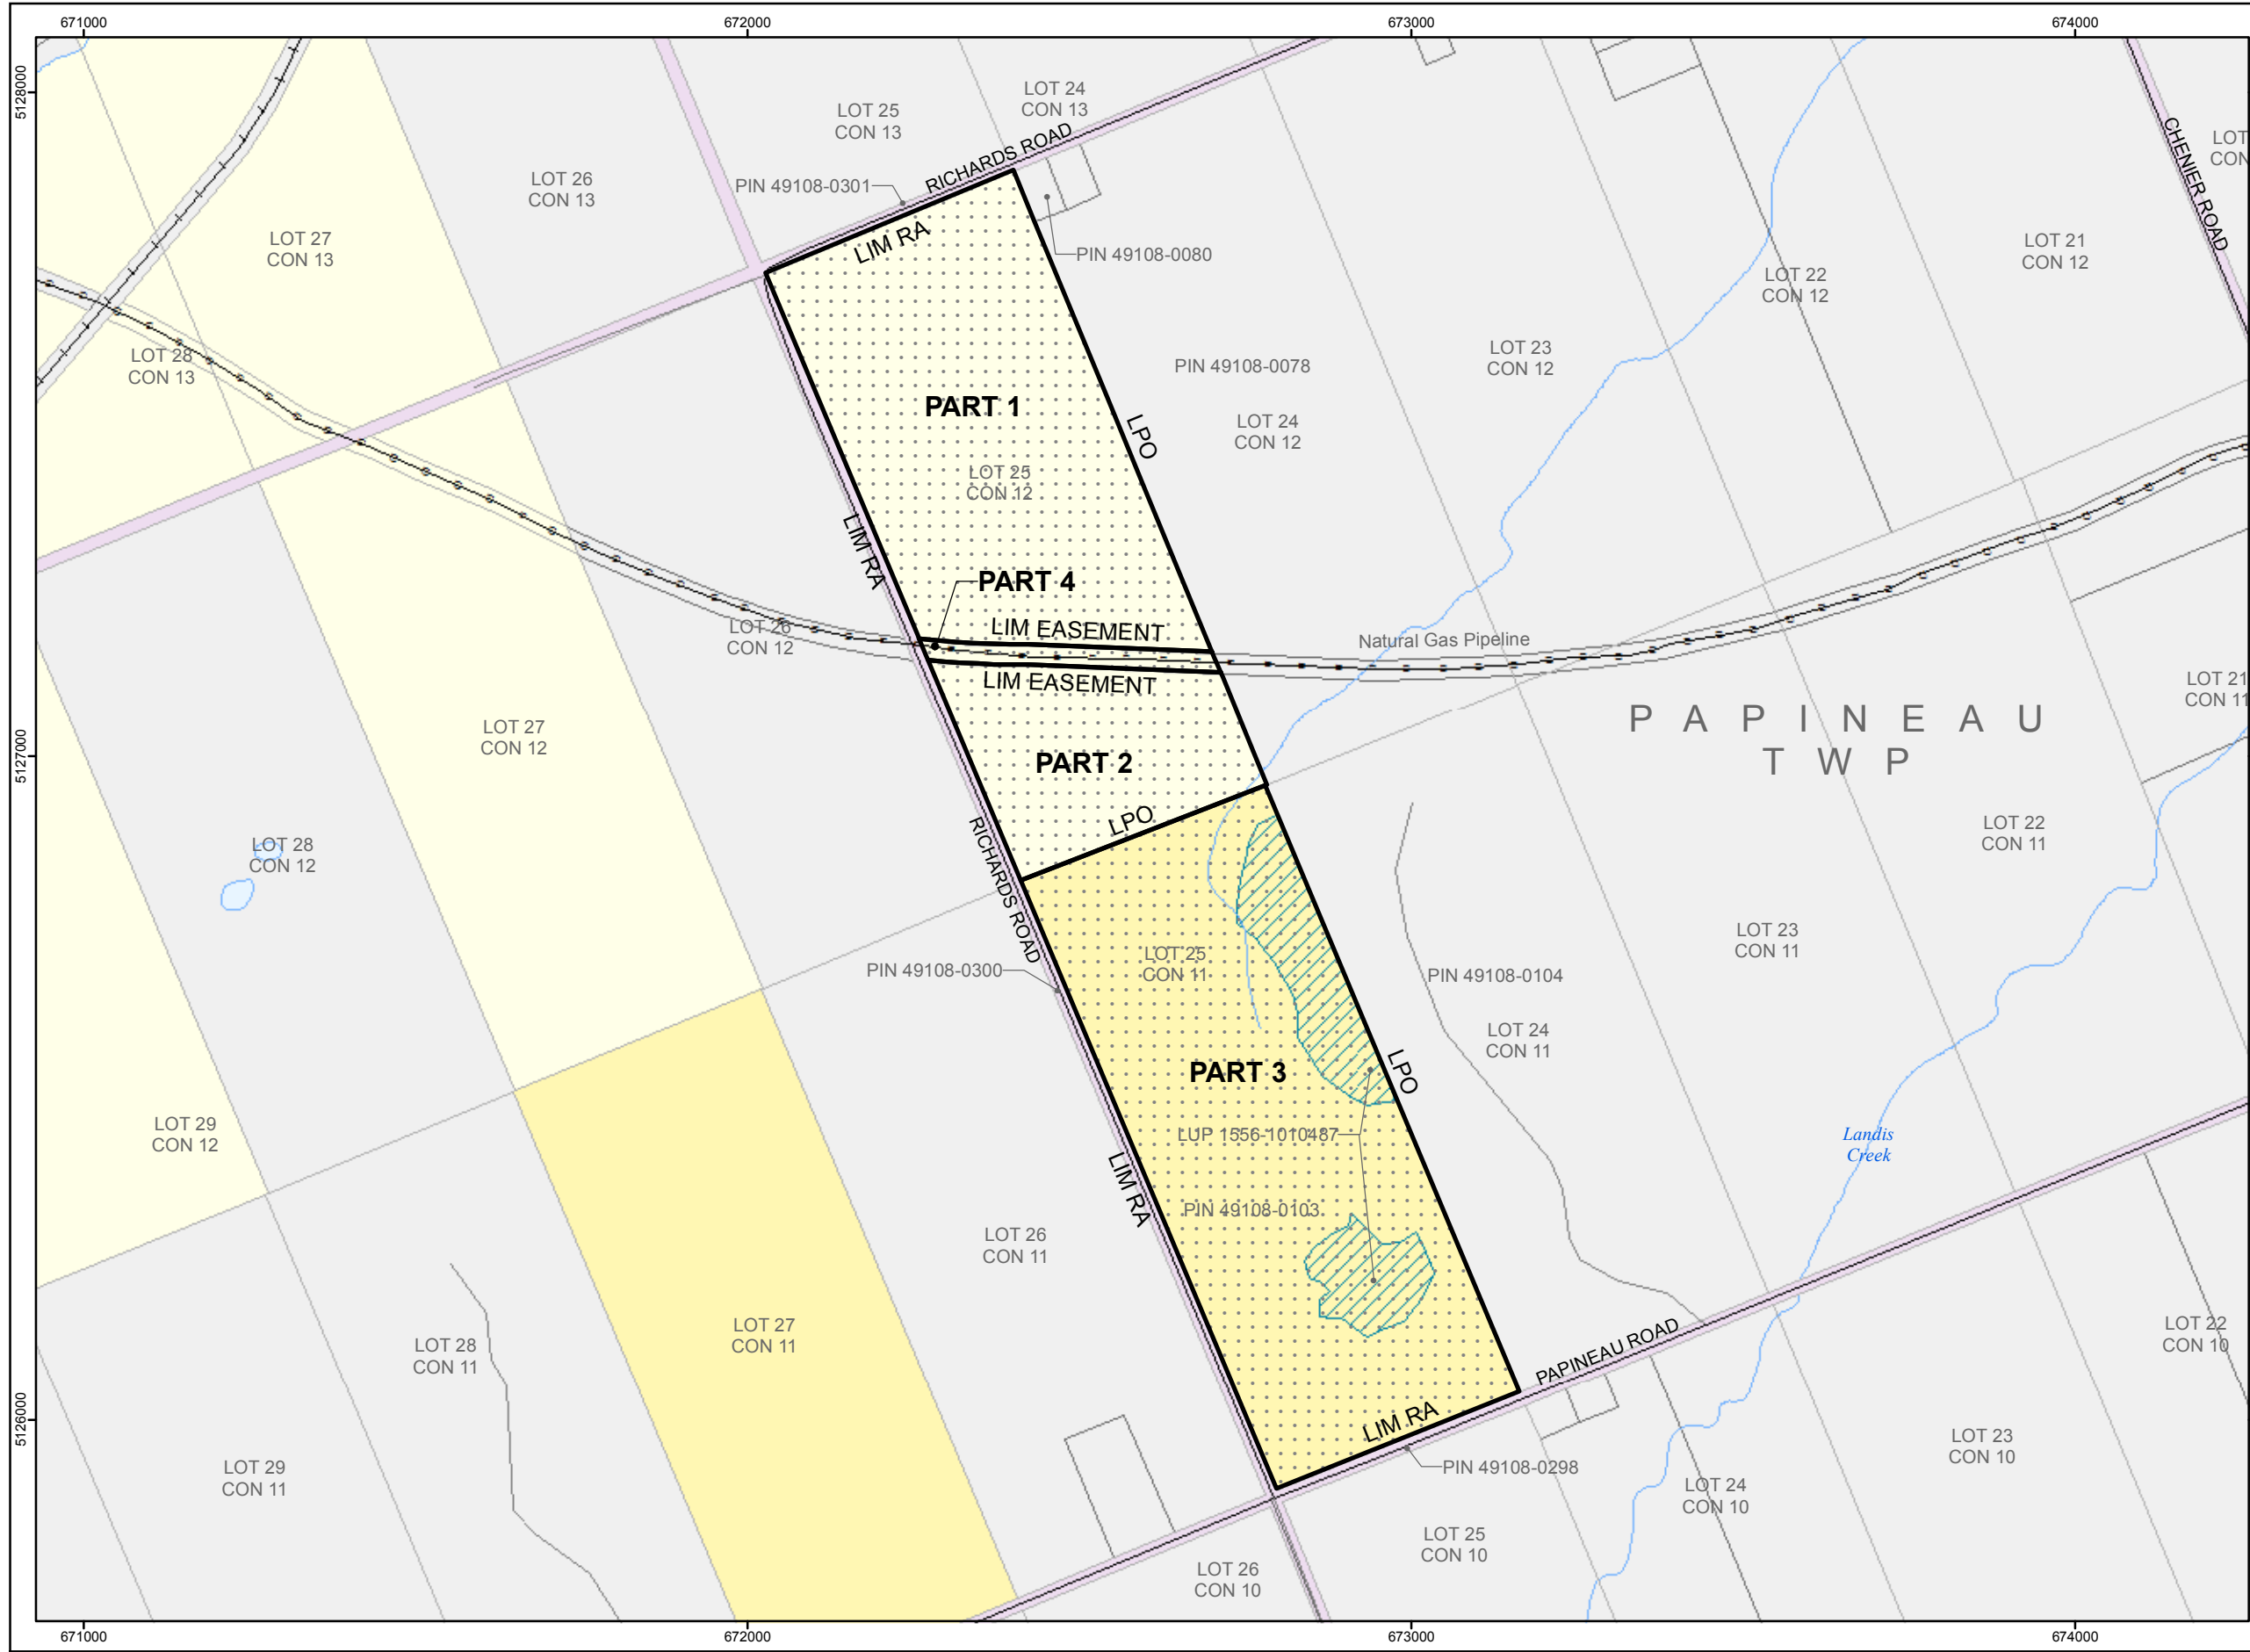 671000
672000
673000
674000
5128000
5127000
5126000
LOT 24
CON 13
LOT 25
CON 13
RICHARDS ROAD
CHENIER ROAD
LOT
CON
LOT 26
CON 13
PIN 49108-0301
LOT 27
CON 13
LIM RA
PIN 49108-0080
LOT 21
CON 12
LOT 22
CON 12
LOT 28
CON 13
PIN 49108-0078
LOT 23
CON 12
PART 1
LPO
LOT 24
CON 12
LOT 25
CON 12
LIM RA
PART 4
LIM EASEMENT
LOT 26
CON 12
Natural Gas Pipeline
LIM EASEMENT
LOT 21
CON 11
PAPINEAU
TWP
LOT 27
CON 12
PART 2
LPO
RICHARDS ROAD
LOT 22
CON 11
LOT 28
CON 12
LOT 23
CON 11
LOT 25
CON 11
PIN 49108-0300
PIN 49108-0104
LOT 24
CON 11
PART 3
LPO
LOT 29
CON 12
LUP 1556-1010487
Landis
Creek
LIM RA
PIN 49108-0103
LOT 26
CON 11
LOT 27
CON 11
LOT 28
CON 11
PAPINEAU ROAD
LOT 22
CON 10
LIM RA
LOT 23
CON 10
LOT 29
CON 11
PIN 49108-0298
LOT 24
CON 10
LOT 25
CON 10
LOT 26
CON 10
671000
672000
673000
674000